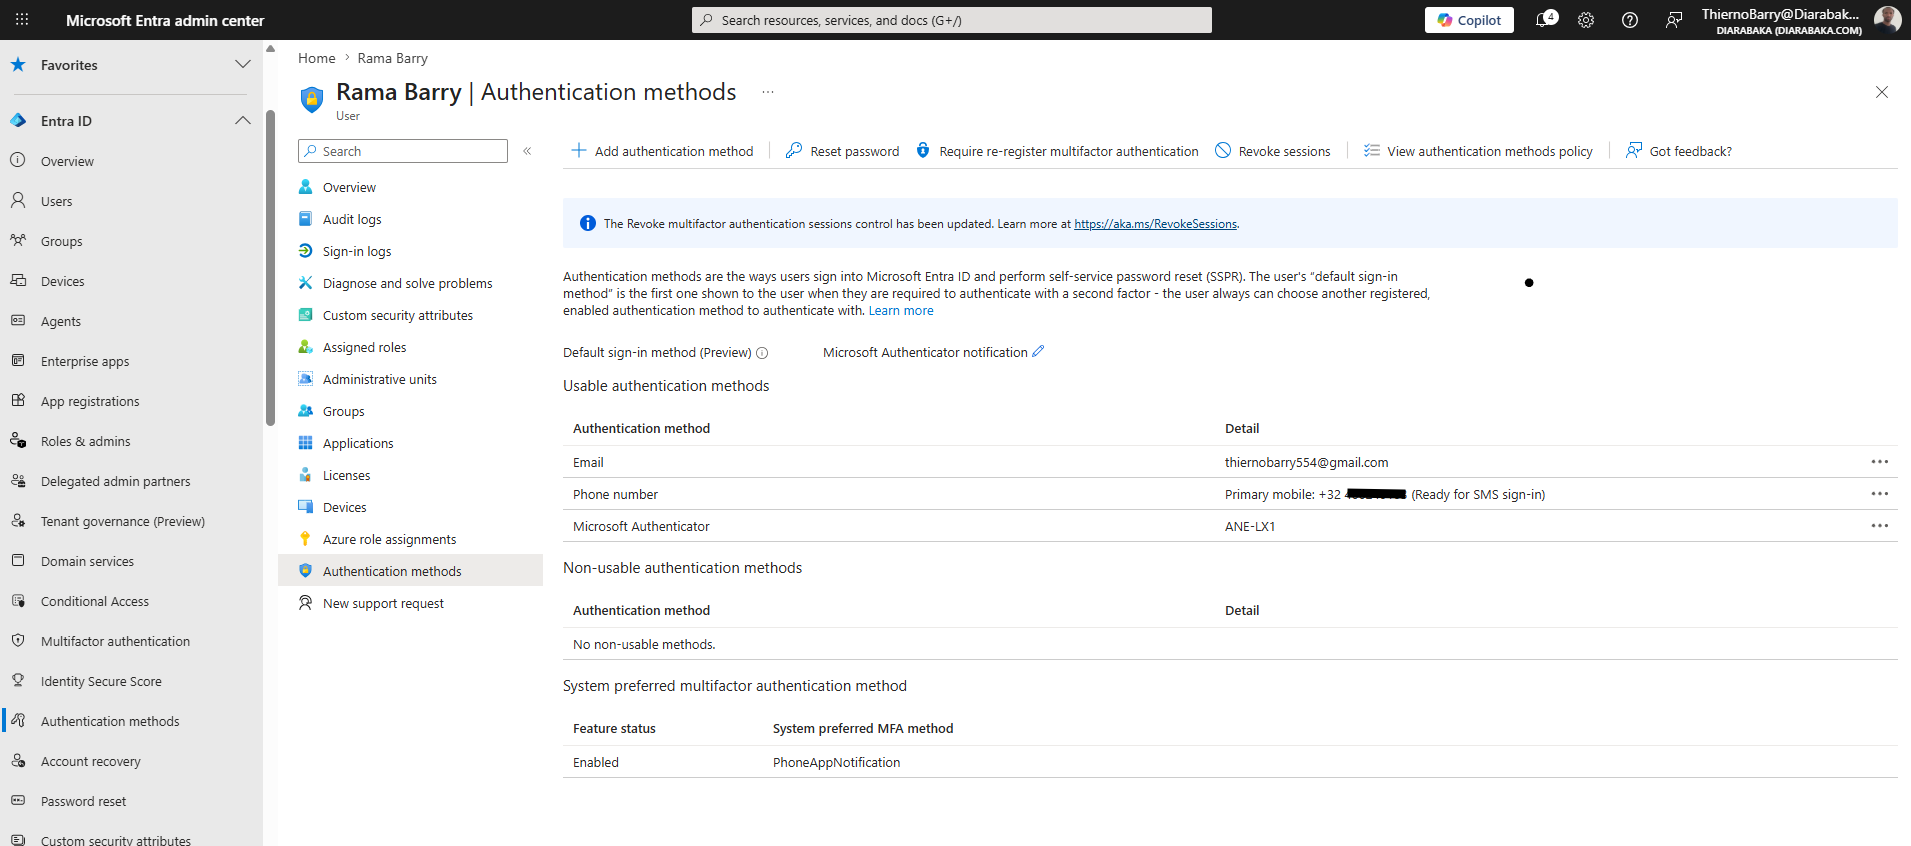 Microsoft Entra admin center
Search resources, services, and docs (G+/)
Copilot
4
ThiernoBarry@Diarabak...
DIARABAKA (DIARABAKA.COM)
Favorites
Entra ID
Overview
Users
Groups
Devices
Agents
Enterprise apps
App registrations
Roles & admins
Delegated admin partners
Tenant governance (Preview)
Domain services
Conditional Access
Multifactor authentication
Identity Secure Score
Authentication methods
Account recovery
Password reset
Custom security attributes
Home > Rama Barry
Rama Barry | Authentication methods ...
User
Search
Overview
Audit logs
Sign-in logs
Diagnose and solve problems
Custom security attributes
Assigned roles
Administrative units
Groups
Applications
Licenses
Devices
Azure role assignments
Authentication methods
New support request
Add authentication method Reset password Require re-register multifactor authentication Revoke sessions View authentication methods policy Got feedback?
The Revoke multifactor authentication sessions control has been updated. Learn more at https://aka.ms/RevokeSessions.
Authentication methods are the ways users sign into Microsoft Entra ID and perform self-service password reset (SSPR). The user's "default sign-in
method" is the first one shown to the user when they are required to authenticate with a second factor - the user always can choose another registered,
enabled authentication method to authenticate with. Learn more
Default sign-in method (Preview) Microsoft Authenticator notification
Usable authentication methods
Authentication method Detail
Email thiernobarry554@gmail.com
Phone number Primary mobile: +32 (Ready for SMS sign-in)
Microsoft Authenticator ANE-LX1
Non-usable authentication methods
Authentication method Detail
No non-usable methods.
System preferred multifactor authentication method
Feature status System preferred MFA method
Enabled PhoneAppNotification